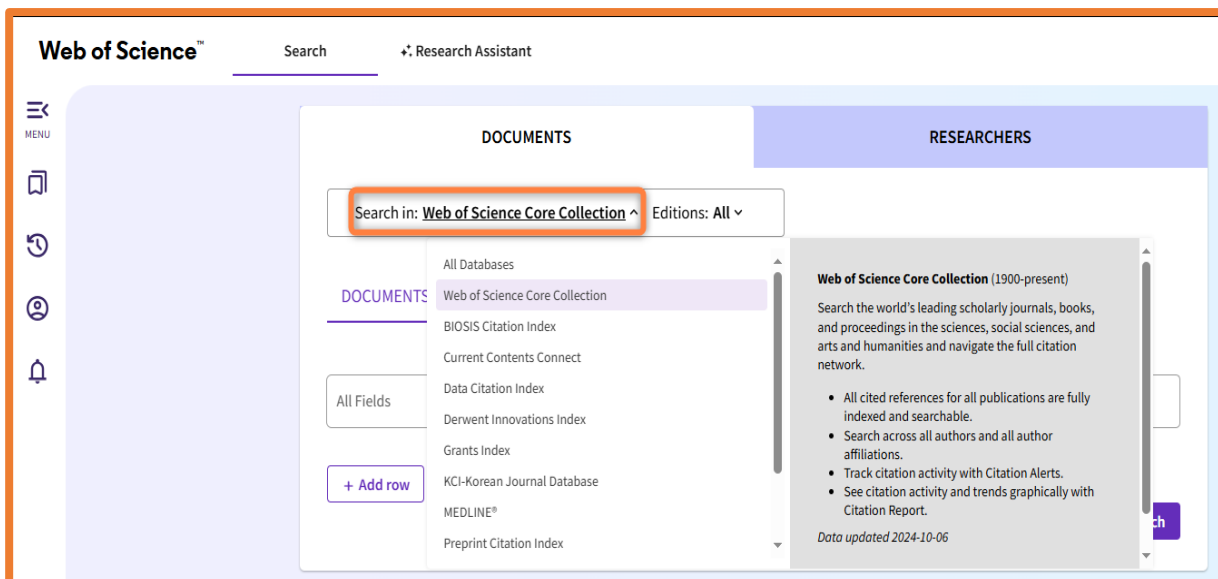 Web of Science™
Search
Research Assistant
MENU
DOCUMENTS
RESEARCHERS
Search in: Web of Science Core Collection
Editions: All
DOCUMENTS
All Databases
Web of Science Core Collection
BIOSIS Citation Index
Current Contents Connect
Data Citation Index
Derwent Innovations Index
Grants Index
KCI-Korean Journal Database
MEDLINE®
Preprint Citation Index
Web of Science Core Collection (1900-present)
Search the world's leading scholarly journals, books,
and proceedings in the sciences, social sciences, and
arts and humanities and navigate the full citation
network.
• All cited references for all publications are fully
indexed and searchable.
• Search across all authors and all author
affiliations.
• Track citation activity with Citation Alerts.
• See citation activity and trends graphically with
Citation Report.
Data updated 2024-10-06
All Fields
+ Add row
ch